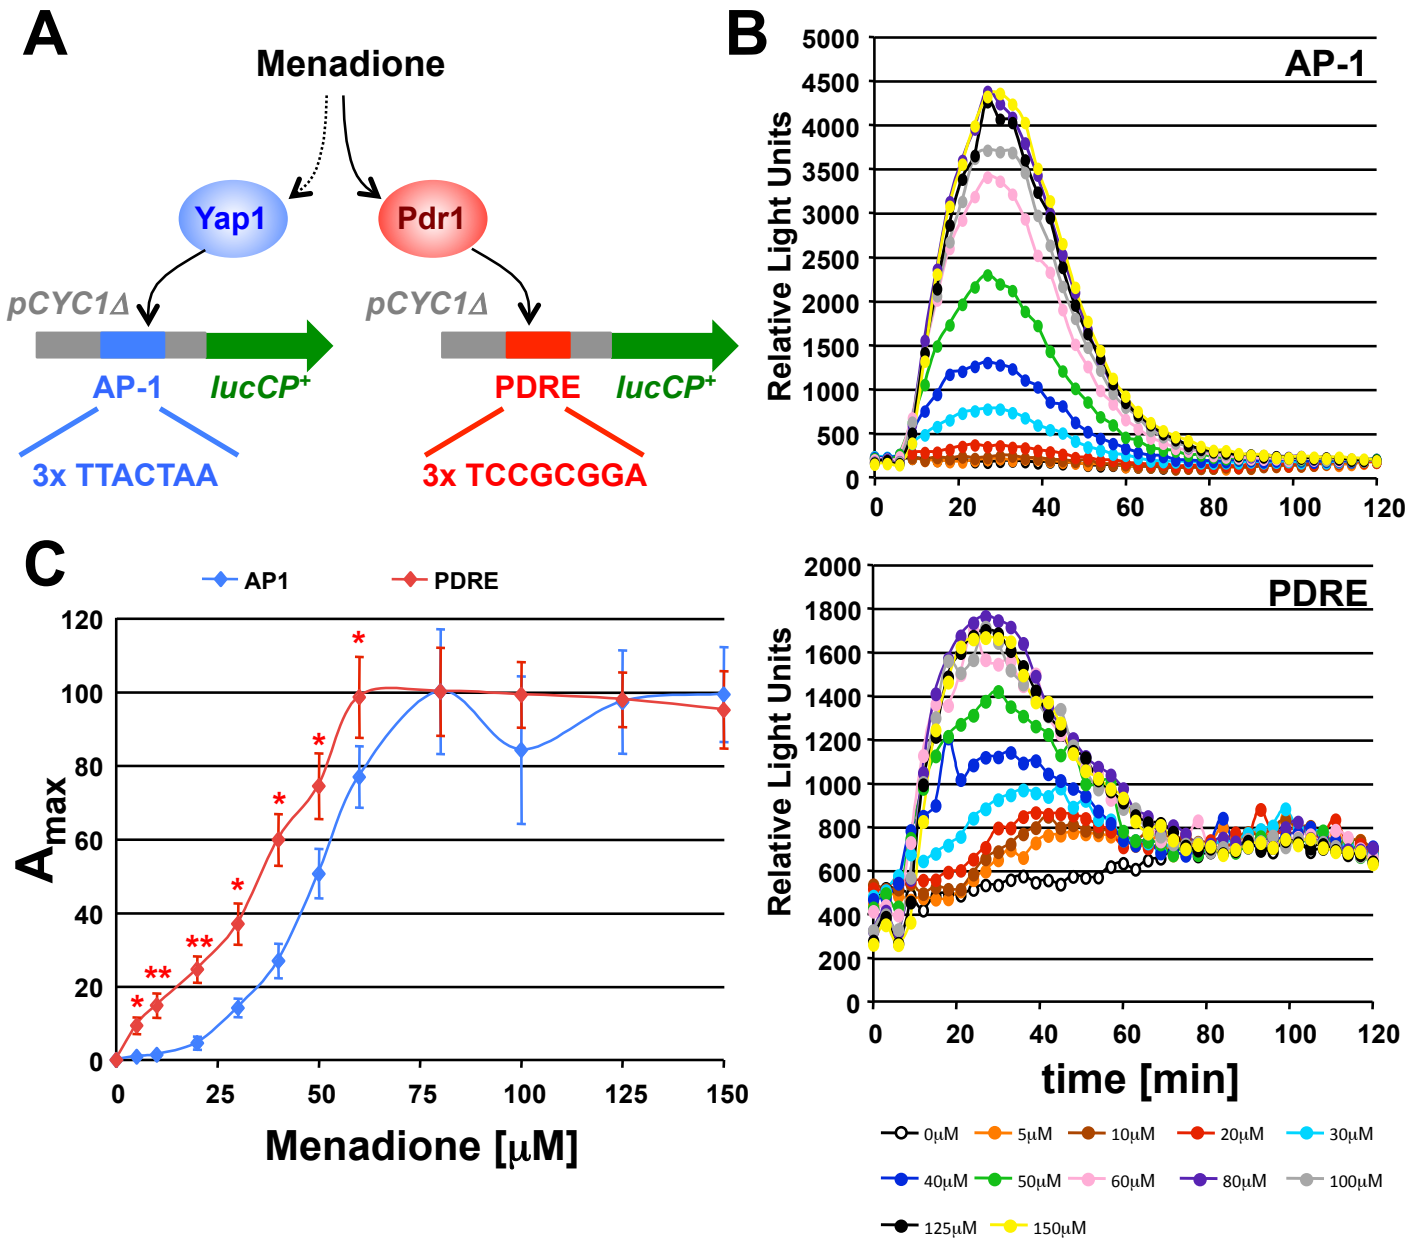 A
Menadione
Yap1
Pdr1
pCYC1Δ
pCYC1Δ
AP-1
lucCP+
PDRE
lucCP+
3x TTACTAA
3x TCCGCGGA
B
AP-1
Relative Light Units
5000
4500
4000
3500
3000
2500
2000
1500
1000
500
0
0 20 40 60 80 100 120
PDRE
Relative Light Units
2000
1800
1600
1400
1200
1000
800
600
400
200
0
0 20 40 60 80 100 120
time [min]
0μM 5μM 10μM 20μM 30μM
40μM 50μM 60μM 80μM 100μM
125μM 150μM
C
AP1 PDRE
Amax
120
100
80
60
40
20
0
* ** ** * * * *
0 25 50 75 100 125 150
Menadione [μM]